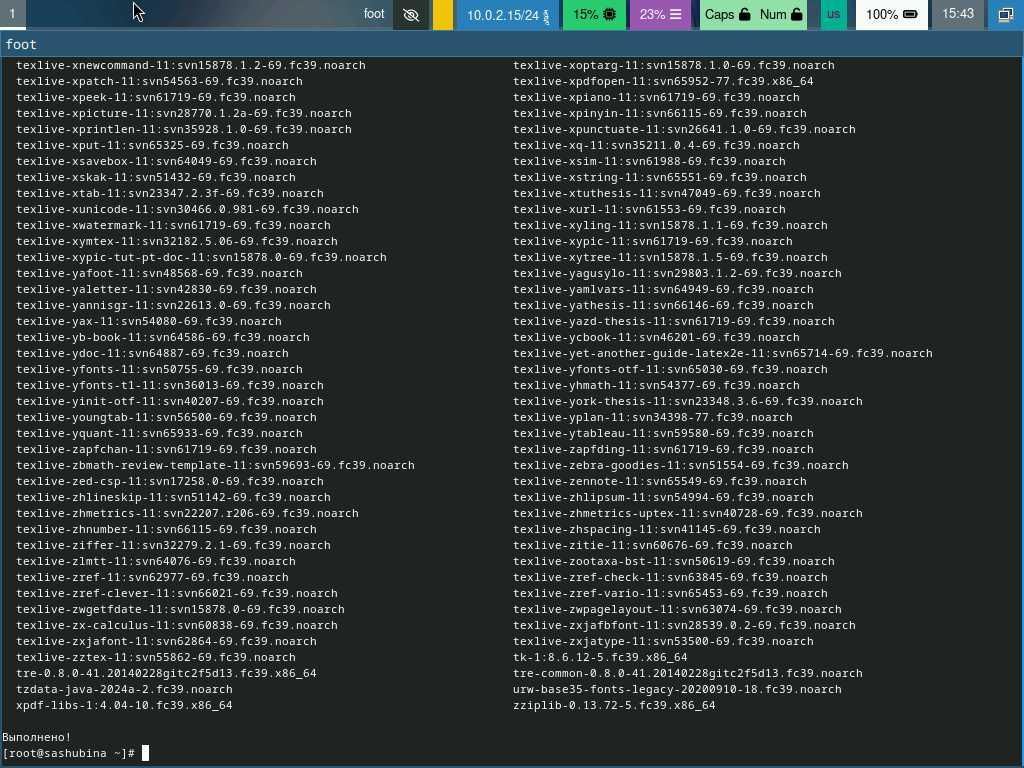 1 foot 10.0.2.15/24 15% 23% Caps Num us 100% 15:43
foot
texlive-xnewcommand-11:svn15878.1.2-69.fc39.noarch texlive-xoptarg-11:svn15878.1.0-69.fc39.noarch
texlive-xpatch-11:svn54563-69.fc39.noarch texlive-xpdfopen-11:svn65952-77.fc39.x86_64
texlive-xpeek-11:svn61719-69.fc39.noarch texlive-xpiano-11:svn61719-69.fc39.noarch
texlive-xpicture-11:svn28770.1.2a-69.fc39.noarch texlive-xpinyin-11:svn66115-69.fc39.noarch
texlive-xprintlen-11:svn35928.1.0-69.fc39.noarch texlive-xpunctuate-11:svn26641.1.0-69.fc39.noarch
texlive-xput-11:svn65325-69.fc39.noarch texlive-xq-11:svn35211.0.4-69.fc39.noarch
texlive-xsavebox-11:svn64049-69.fc39.noarch texlive-xsim-11:svn61988-69.fc39.noarch
texlive-xskak-11:svn51432-69.fc39.noarch texlive-xstring-11:svn65551-69.fc39.noarch
texlive-xtab-11:svn23347.2.3f-69.fc39.noarch texlive-xtuthesis-11:svn47049-69.fc39.noarch
texlive-xunicode-11:svn30466.0.981-69.fc39.noarch texlive-xurl-11:svn61553-69.fc39.noarch
texlive-xwatermark-11:svn61719-69.fc39.noarch texlive-xyling-11:svn15878.1.1-69.fc39.noarch
texlive-xymtex-11:svn32182.5.06-69.fc39.noarch texlive-xypic-11:svn61719-69.fc39.noarch
texlive-xypic-tut-pt-doc-11:svn15878.0-69.fc39.noarch texlive-xytree-11:svn15878.1.5-69.fc39.noarch
texlive-yafoot-11:svn48568-69.fc39.noarch texlive-yagusylo-11:svn29803.1.2-69.fc39.noarch
texlive-yaletter-11:svn42830-69.fc39.noarch texlive-yamlvars-11:svn64949-69.fc39.noarch
texlive-yannisgr-11:svn22613.0-69.fc39.noarch texlive-yathesis-11:svn66146-69.fc39.noarch
texlive-yax-11:svn54080-69.fc39.noarch texlive-yazd-thesis-11:svn61719-69.fc39.noarch
texlive-yb-book-11:svn64586-69.fc39.noarch texlive-ycbook-11:svn46201-69.fc39.noarch
texlive-ydoc-11:svn64887-69.fc39.noarch texlive-yet-another-guide-latex2e-11:svn65714-69.fc39.noarch
texlive-yfonts-11:svn50755-69.fc39.noarch texlive-yfonts-otf-11:svn65030-69.fc39.noarch
texlive-yfonts-t1-11:svn36013-69.fc39.noarch texlive-yhmath-11:svn54377-69.fc39.noarch
texlive-yinit-otf-11:svn40207-69.fc39.noarch texlive-york-thesis-11:svn23348.3.6-69.fc39.noarch
texlive-youngtab-11:svn56500-69.fc39.noarch texlive-yplan-11:svn34398-77.fc39.noarch
texlive-yquant-11:svn65933-69.fc39.noarch texlive-ytableau-11:svn59580-69.fc39.noarch
texlive-zapfchan-11:svn61719-69.fc39.noarch texlive-zapfding-11:svn61719-69.fc39.noarch
texlive-zbmath-review-template-11:svn59693-69.fc39.noarch texlive-zebra-goodies-11:svn51554-69.fc39.noarch
texlive-zed-csp-11:svn17258.0-69.fc39.noarch texlive-zennote-11:svn65549-69.fc39.noarch
texlive-zhlineskip-11:svn51142-69.fc39.noarch texlive-zhlipsum-11:svn54994-69.fc39.noarch
texlive-zhmetrics-11:svn22207.r206-69.fc39.noarch texlive-zhmetrics-uptex-11:svn40728-69.fc39.noarch
texlive-zhnumber-11:svn66115-69.fc39.noarch texlive-zhspacing-11:svn41145-69.fc39.noarch
texlive-ziffer-11:svn32279.2.1-69.fc39.noarch texlive-zitie-11:svn60676-69.fc39.noarch
texlive-zlmtt-11:svn64076-69.fc39.noarch texlive-zootaxa-bst-11:svn50619-69.fc39.noarch
texlive-zref-11:svn62977-69.fc39.noarch texlive-zref-check-11:svn63845-69.fc39.noarch
texlive-zref-clever-11:svn66021-69.fc39.noarch texlive-zref-vario-11:svn65453-69.fc39.noarch
texlive-zwgetfdate-11:svn15878.0-69.fc39.noarch texlive-zwpagelayout-11:svn63074-69.fc39.noarch
texlive-zx-calculus-11:svn60838-69.fc39.noarch texlive-zxjafbfont-11:svn28539.0.2-69.fc39.noarch
texlive-zxjafont-11:svn62864-69.fc39.noarch texlive-zxjatype-11:svn53500-69.fc39.noarch
texlive-zztex-11:svn55862-69.fc39.noarch tk-1:8.6.12-5.fc39.x86_64
tre-0.8.0-41.20140228gitc2f5d13.fc39.x86_64 tre-common-0.8.0-41.20140228gitc2f5d13.fc39.noarch
tzdata-java-2024a-2.fc39.noarch urw-base35-fonts-legacy-20200910-18.fc39.noarch
xpdf-libs-1:4.04-10.fc39.x86_64 zziplib-0.13.72-5.fc39.x86_64
Выполнено!
[root@sashubina ~]#